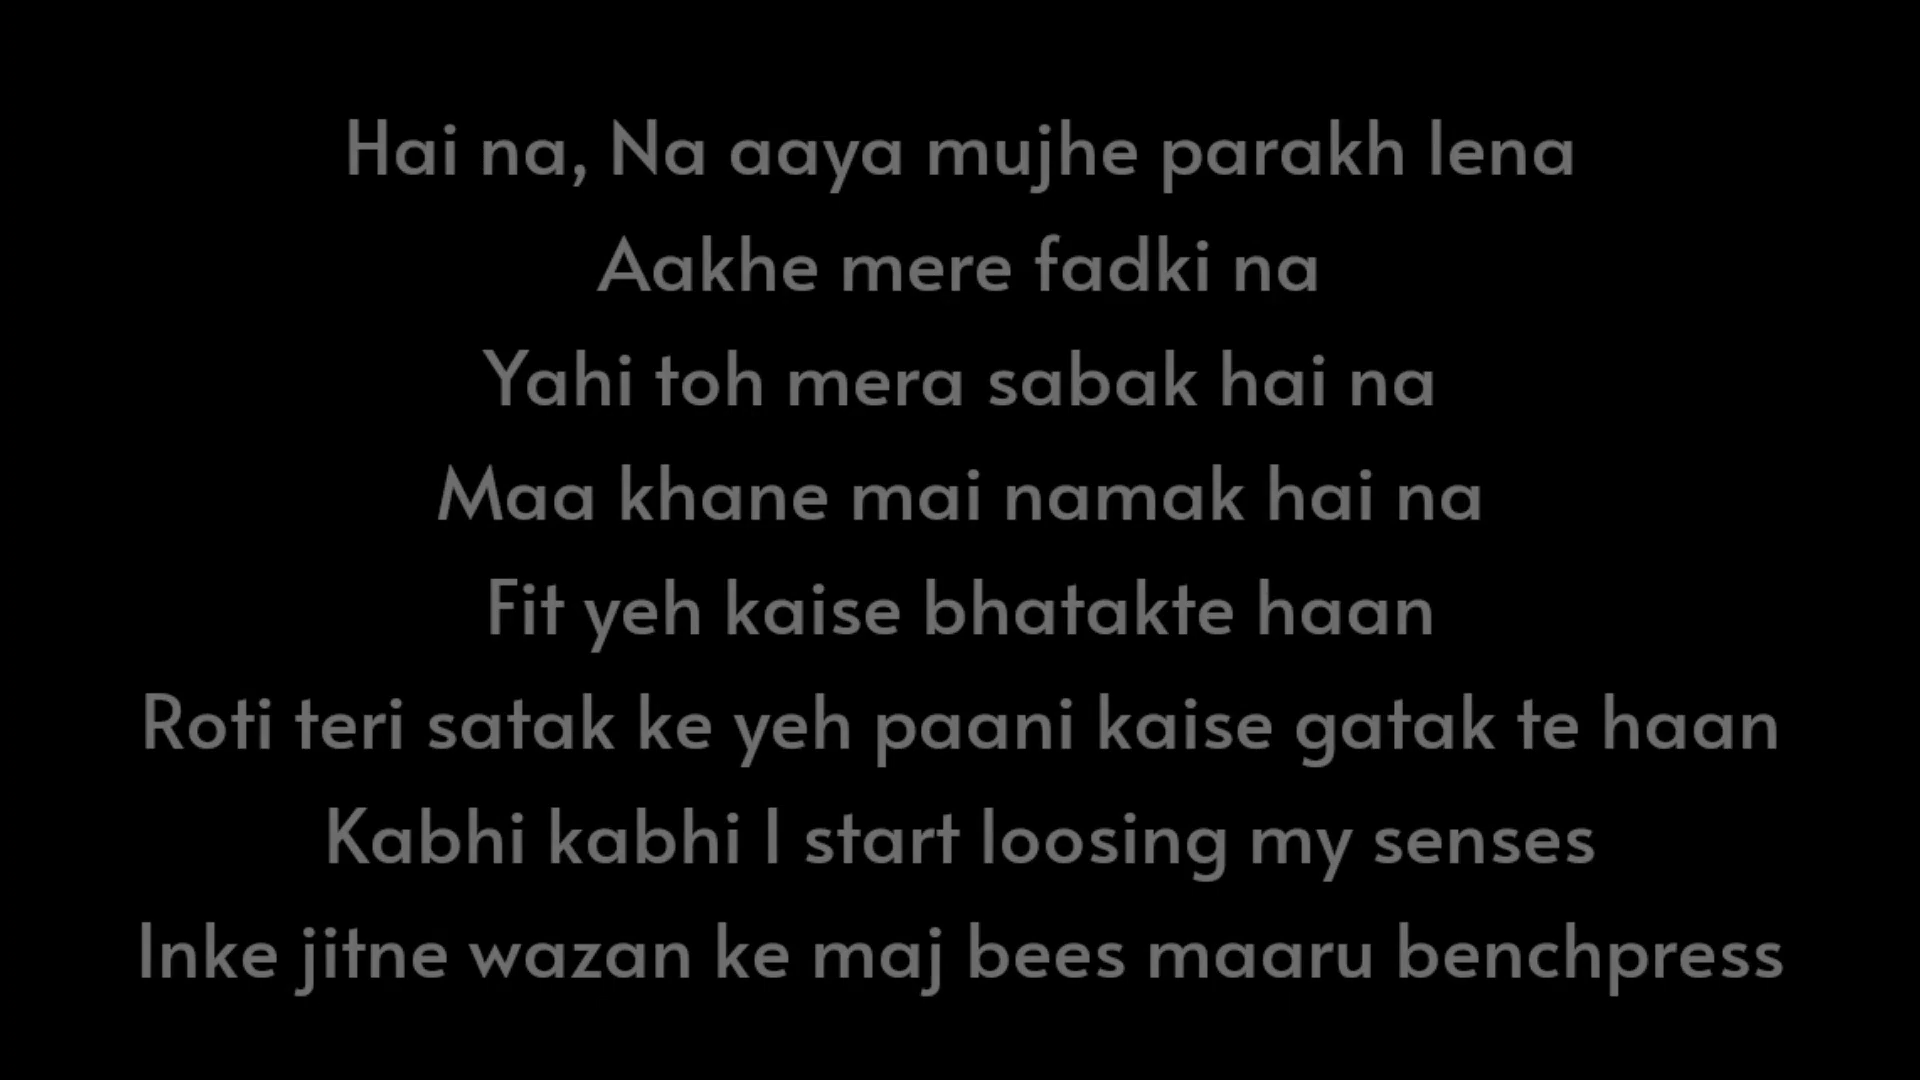 Hai na, Na aaya mujhe parakh lena
Aakhe mere fadki na
Yahi toh mera sabak hai na
Maa khane mai namak hai na
Fit yeh kaise bhatakte haan
Roti teri satak ke yeh paani kaise gatak te haan
Kabhi kabhi I start loosing my senses
Inke jitne wazan ke maj bees maaru benchpress